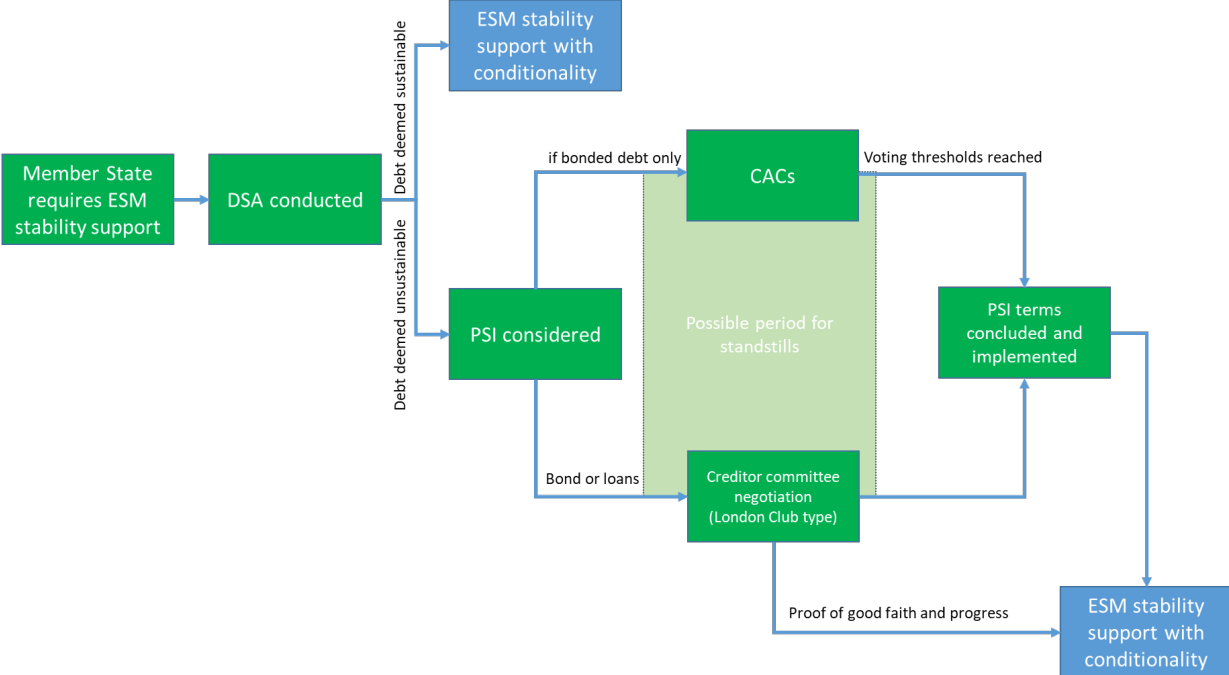 ESM stability
support with
conditionality
Debt deemed sustainable
Member State
requires ESM
stability support
DSA conducted
Debt deemed unsustainable
if bonded debt only
CACs
Voting thresholds reached
PSI considered
Possible period for
standstills
PSI terms
concluded and
implemented
Bond or loans
Creditor committee
negotiation
(London Club type)
Proof of good faith and progress
ESM stability
support with
conditionality